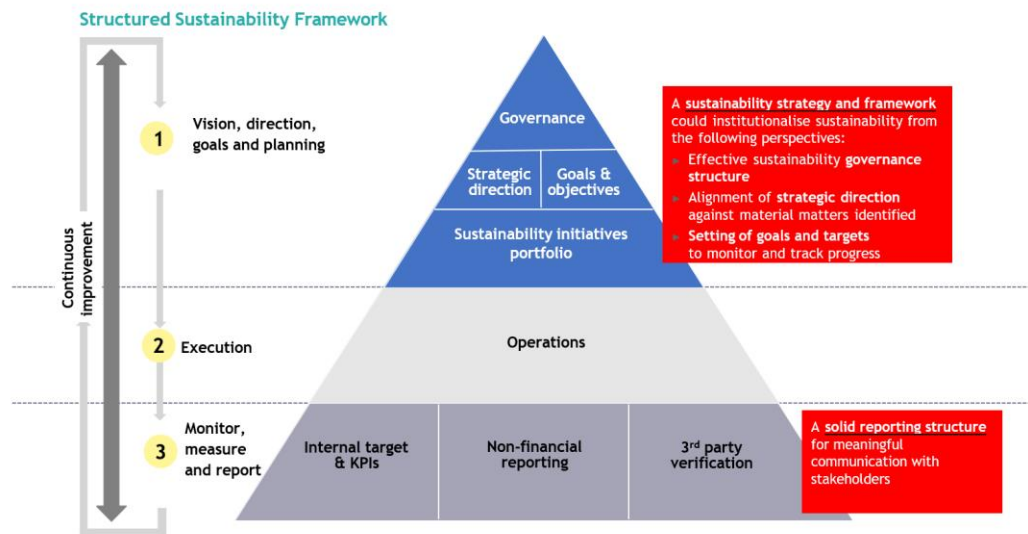 Structured Sustainability Framework
Continuous
improvement
1
Vision, direction,
goals and planning
2
Execution
3
Monitor,
measure
and report
Governance
Strategic
direction
Goals &
objectives
Sustainability initiatives
portfolio
Operations
Internal target
& KPIs
Non-financial
reporting
3rd party
verification
A sustainability strategy and framework
could institutionalise sustainability from
the following perspectives:
► Effective sustainability governance
structure
► Alignment of strategic direction
against material matters identified
► Setting of goals and targets
to monitor and track progress
A solid reporting structure
for meaningful
communication with
stakeholders